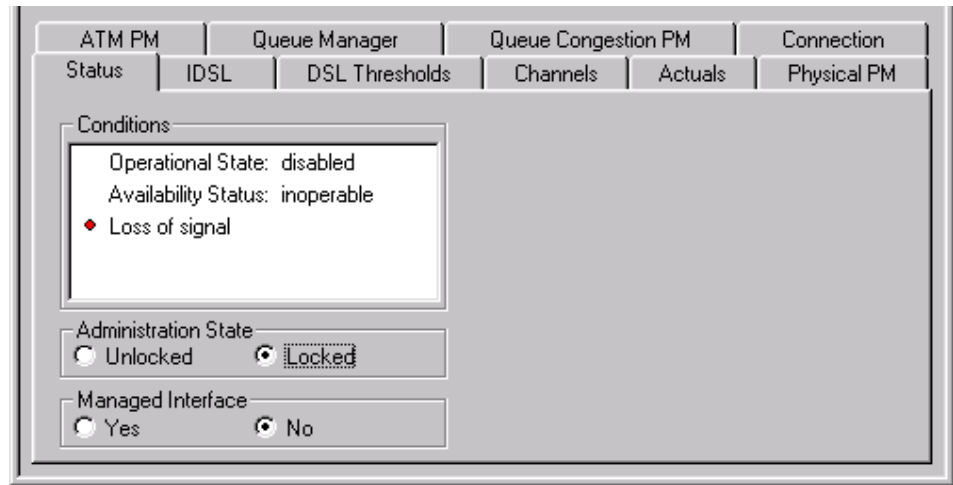 ATM PM Queue Manager Queue Congestion PM Connection
Status IDSL DSL Thresholds Channels Actuals Physical PM
Conditions
Operational State: disabled
Availability Status: inoperable
Loss of signal
Administration State
Unlocked Locked
Managed Interface
Yes No